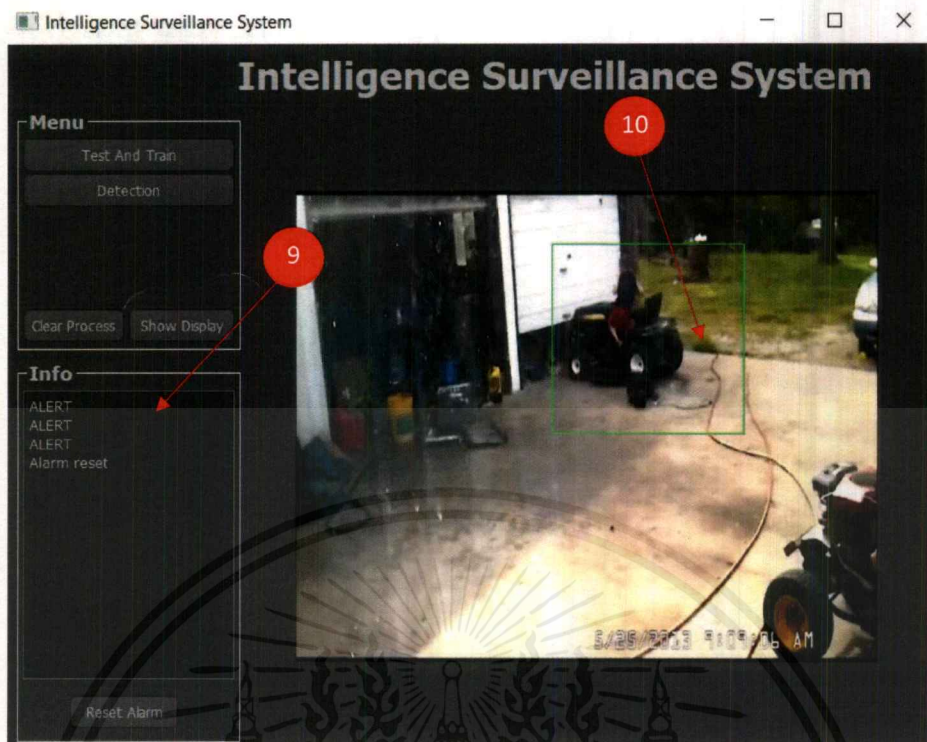 Intelligence Surveillance System
Intelligence Surveillance System
Menu
Test And Train
Detection
Clear Process
Show Display
Info
ALERT
ALERT
ALERT
Alarm reset
Reset Alarm
9
10
AM